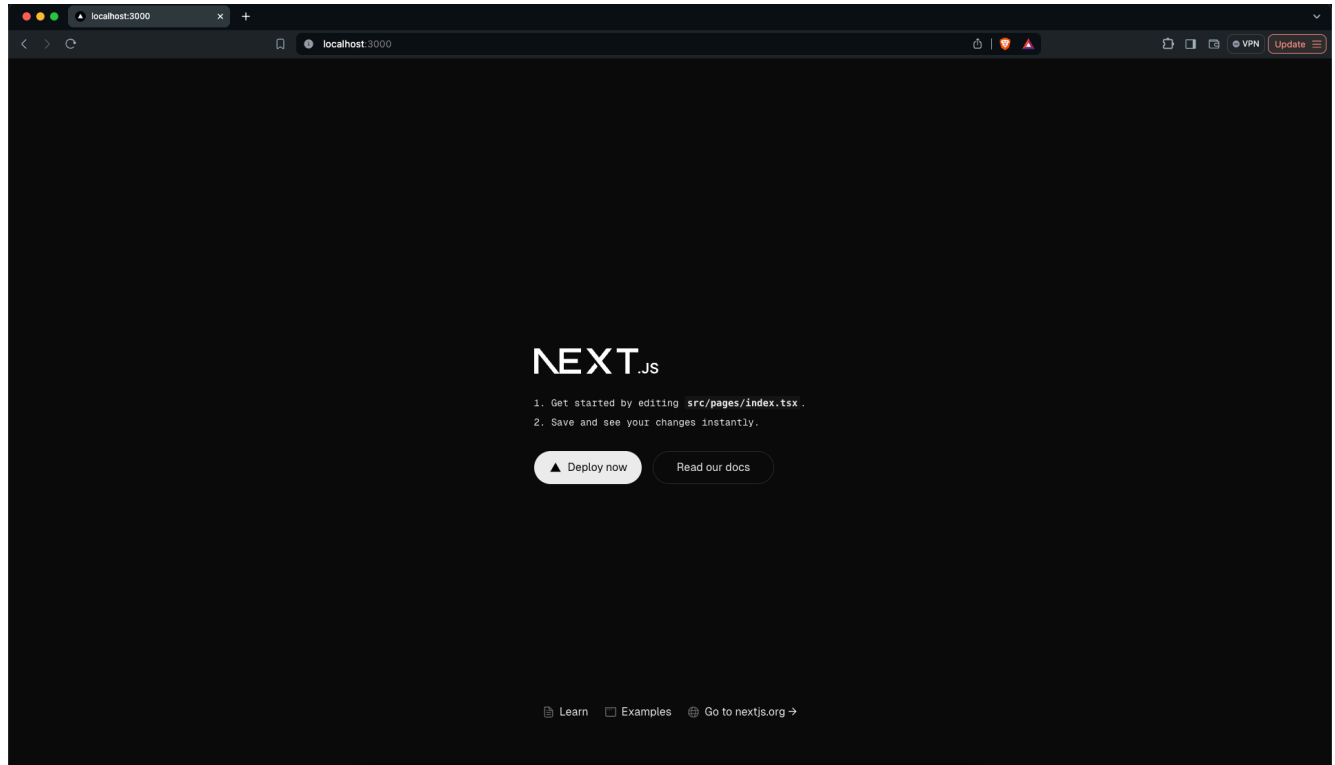 localhost:3000
localhost:3000
VPN
Update
NEXT.JS
1. Get started by editing src/pages/index.tsx.
2. Save and see your changes instantly.
Deploy now
Read our docs
Learn
Examples
Go to nextjs.org →